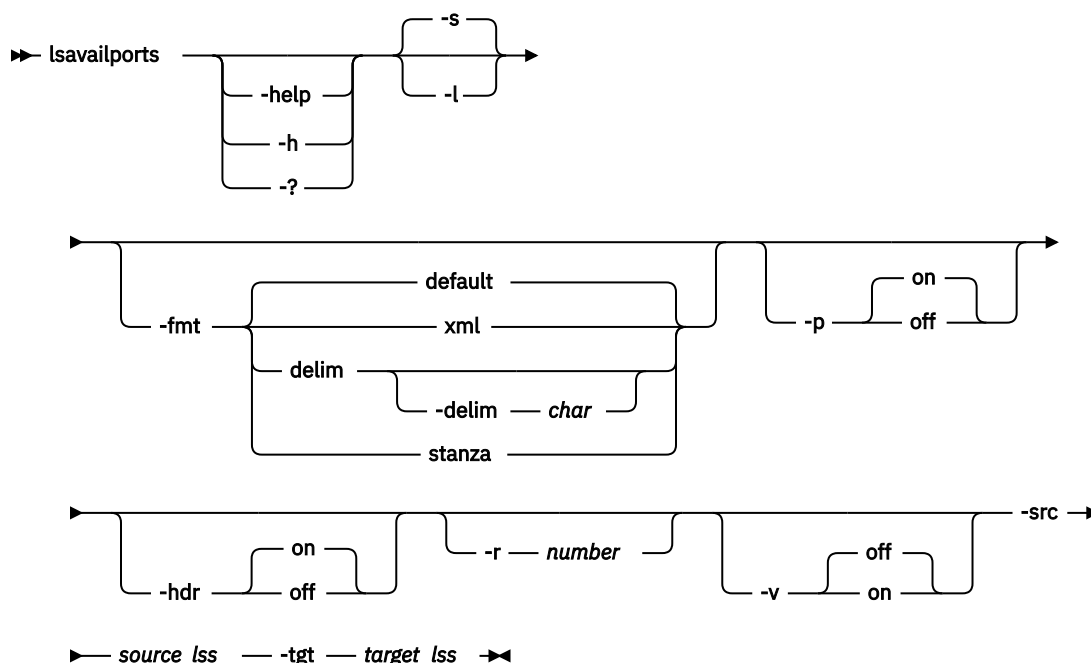 -s
lsavailports
-help
-l
-h
-?
default
on
-fmt
xml
-p
off
delim
-delim char
stanza
-src
on
-r number
off
-hdr
off
-v
on
source lss -tgt target lss